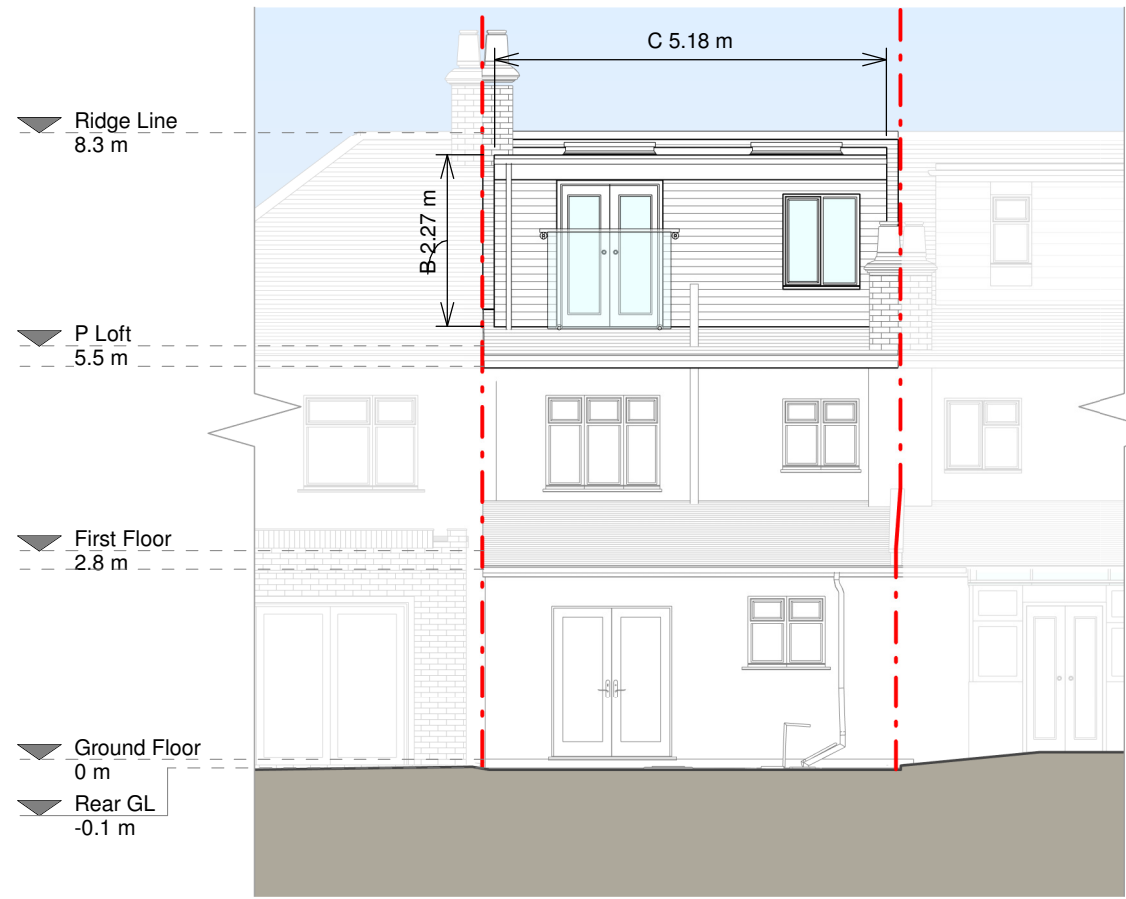 C 5.18 m
Ridge Line
8.3 m
B 2.27 m
P Loft
5.5 m
First Floor
2.8 m
Ground Floor
0 m
Rear GL
-0.1 m